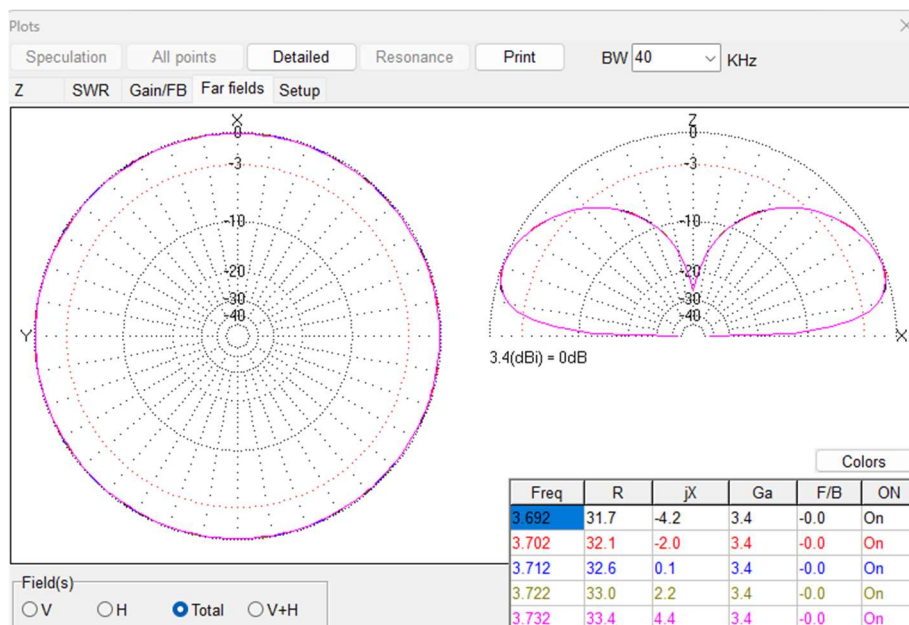 Plots
Speculation All points Detailed Resonance Print BW 40 KHz
Z SWR Gain/FB Far fields Setup
X
0
-3
-10
-20
-30
-40
Y
Z
0
-3
-10
-20
-30
-40
X
3.4(dBi) = 0dB
Colors
Freq R jX Ga F/B ON
3.692 31.7 -4.2 3.4 -0.0 On
3.702 32.1 -2.0 3.4 -0.0 On
3.712 32.6 0.1 3.4 -0.0 On
3.722 33.0 2.2 3.4 -0.0 On
3.732 33.4 4.4 3.4 -0.0 On
Field(s)
V H Total V+H